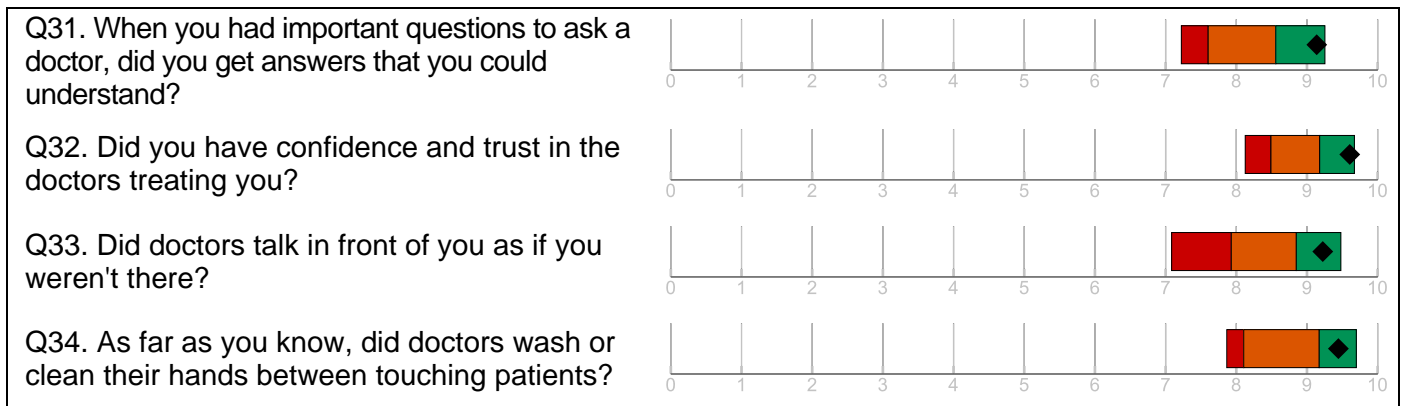 Q31. When you had important questions to ask a
doctor, did you get answers that you could
understand?
0 1 2 3 4 5 6 7 8 9 10
Q32. Did you have confidence and trust in the
doctors treating you?
0 1 2 3 4 5 6 7 8 9 10
Q33. Did doctors talk in front of you as if you
weren't there?
0 1 2 3 4 5 6 7 8 9 10
Q34. As far as you know, did doctors wash or
clean their hands between touching patients?
0 1 2 3 4 5 6 7 8 9 10